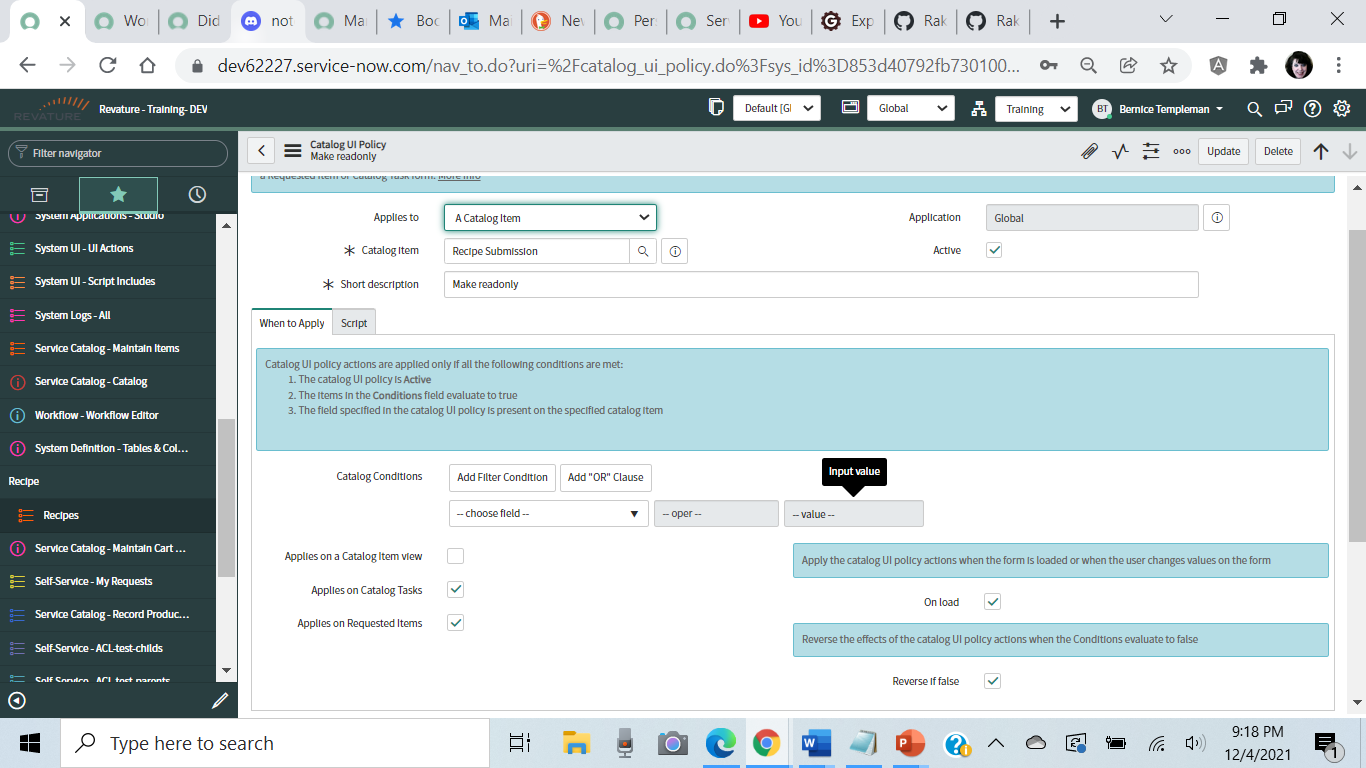 Wo
Did
not
Ma
Boo
Mai
Nev
Per
Ser
You
Exp
Rak
Rak
dev62227.service-now.com/nav_to.do?uri=%2Fcatalog_ui_policy.do%3Fsys_id%3D853d40792fb730100...
REVATURE
Revature - Training- DEV
Default [Gl
Global
Training
BT
Bernice Templeman
Filter navigator
Catalog UI Policy
Make readonly
Update
Delete
System Applications - Studio
System UI - UI Actions
System UI - Script Includes
System Logs - All
Service Catalog - Maintain Items
Service Catalog - Catalog
Workflow - Workflow Editor
System Definition - Tables & Col...
Recipe
Recipes
Service Catalog - Maintain Cart ...
Self-Service - My Requests
Service Catalog - Record Produc...
Self-Service - ACL-test-childs
Self-Service - ACL-test-parents
a Requested Item or Catalog Task form. More info
Applies to
A Catalog Item
Application
Global
Catalog item
Recipe Submission
Active
Short description
Make readonly
When to Apply
Script
Catalog UI policy actions are applied only if all the following conditions are met:
1. The catalog UI policy is Active
2. The items in the Conditions field evaluate to true
3. The field specified in the catalog UI policy is present on the specified catalog item
Catalog Conditions
Add Filter Condition
Add "OR" Clause
Input value
-- choose field --
-- oper --
-- value --
Applies on a Catalog Item view
Apply the catalog UI policy actions when the form is loaded or when the user changes values on the form
Applies on Catalog Tasks
On load
Applies on Requested Items
Reverse the effects of the catalog UI policy actions when the Conditions evaluate to false
Reverse if false
Type here to search
9:18 PM
12/4/2021
1